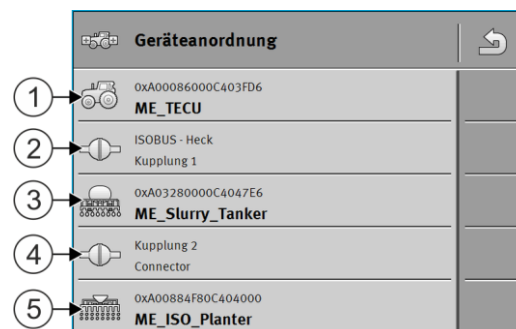 Geräteanordnung
1
0xA00086000C403FD6
ME_TECU
2
ISOBUS - Heck
Kupplung 1
3
0xA03280000C4047E6
ME_Slurry_Tanker
4
Kupplung 2
Connector
5
0xA00884F80C404000
ME_ISO_Planter